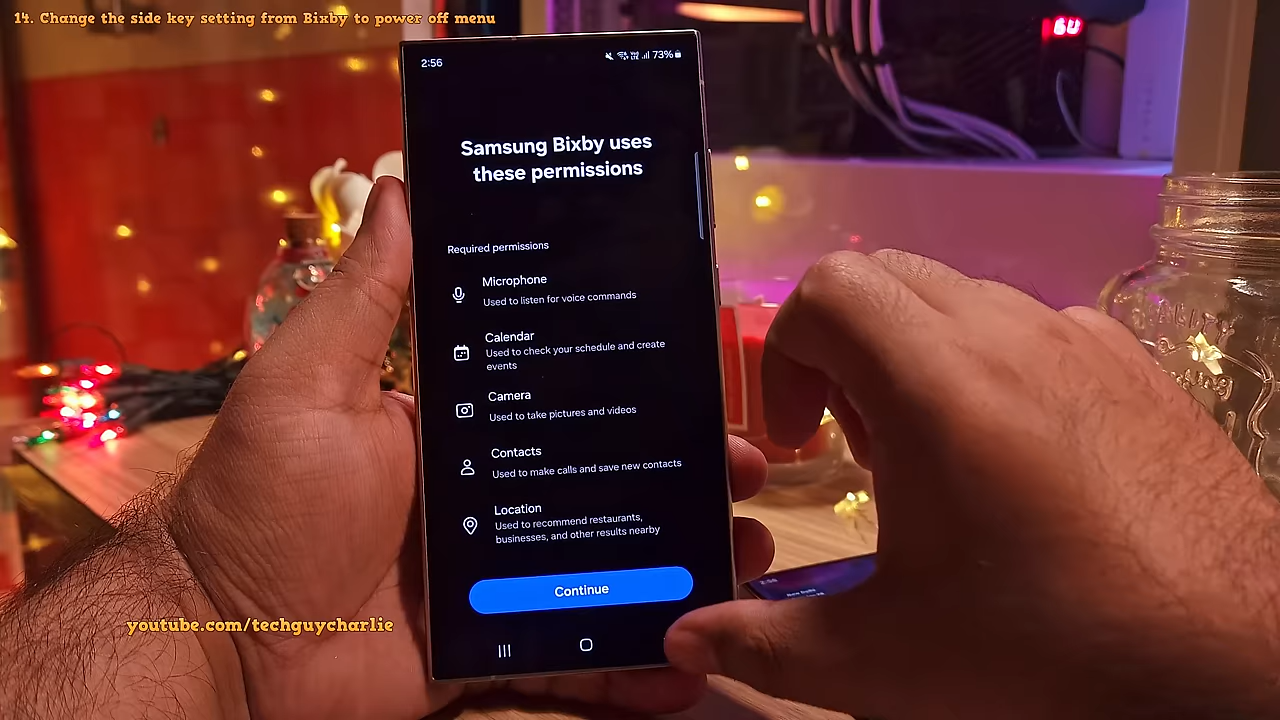 14. Change the side key setting from Bixby to power off menu
2:56
73%
Samsung Bixby uses
these permissions
Required permissions
Microphone
Used to listen for voice commands
Calendar
Used to check your schedule and create
events
Camera
Used to take pictures and videos
Contacts
Used to make calls and save new contacts
Location
Used to recommend restaurants,
businesses, and other results nearby
Continue
youtube.com/techguycharlie